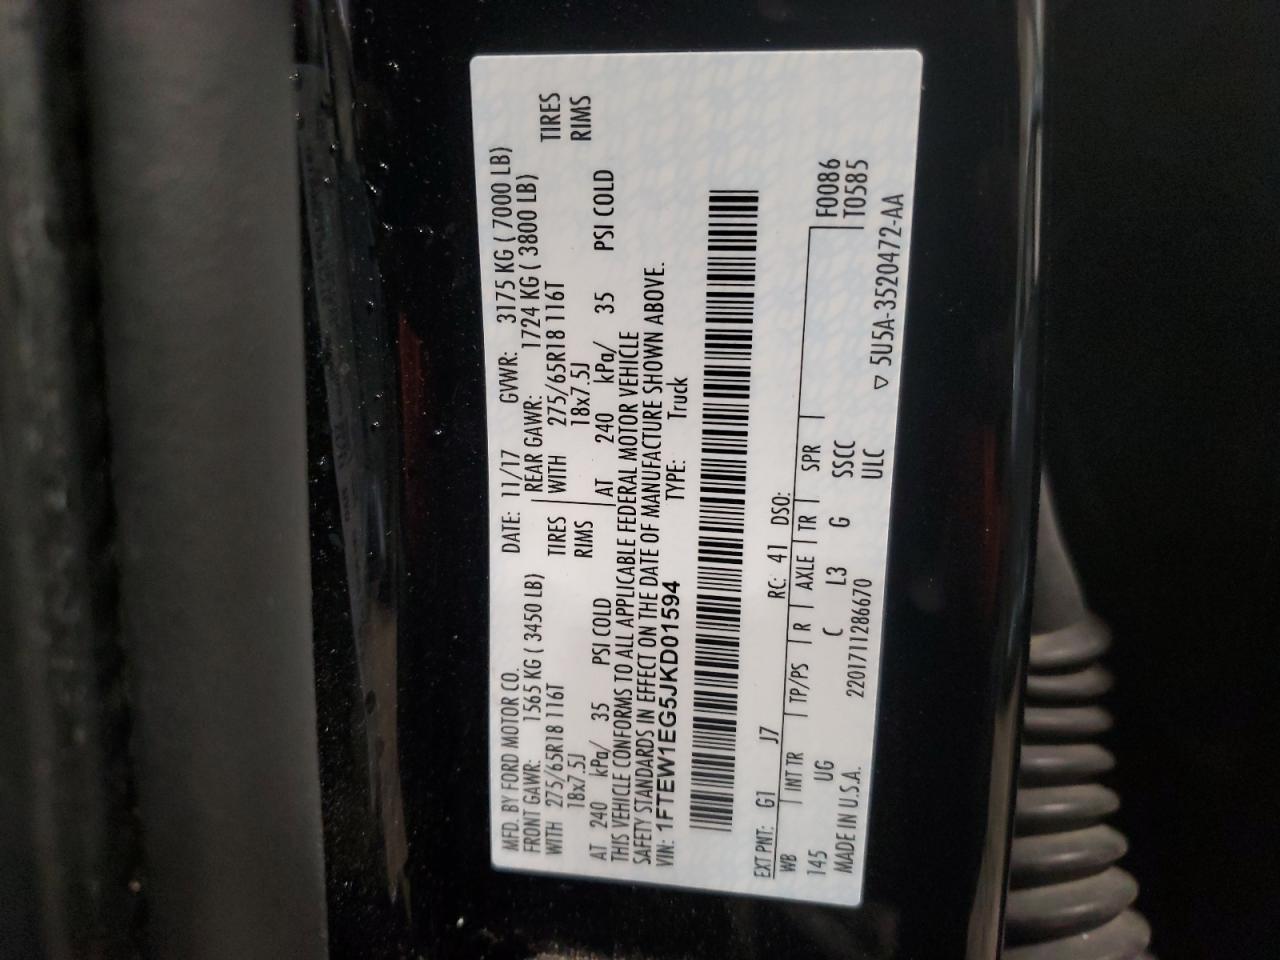 MFD. BY FORD MOTOR CO. DATE: 11/17 GVWR: 3175 KG ( 7000 LB)
FRONT GAWR: 1565 KG ( 3450 LB) REAR GAWR: 1724 KG ( 3800 LB)
WITH 275/65R18 116T TIRES WITH 275/65R18 116T TIRES
18x7.5J RIMS 18x7.5J RIMS
AT 240 kPa/ 35 PSI COLD AT 240 kPa/ 35 PSI COLD
THIS VEHICLE CONFORMS TO ALL APPLICABLE FEDERAL MOTOR VEHICLE
SAFETY STANDARDS IN EFFECT ON THE DATE OF MANUFACTURE SHOWN ABOVE.
VIN: 1FTEW1EG5JKD01594 TYPE: Truck
EXT PNT: G1 J7 RC: 41 DSO:
WB INT TR TP/PS R AXLE TR SPR F0086
145 UG C L3 G SSCC T0585
MADE IN U.S.A. 2201711286670 ULC ▽ 5U5A-3520472-AA